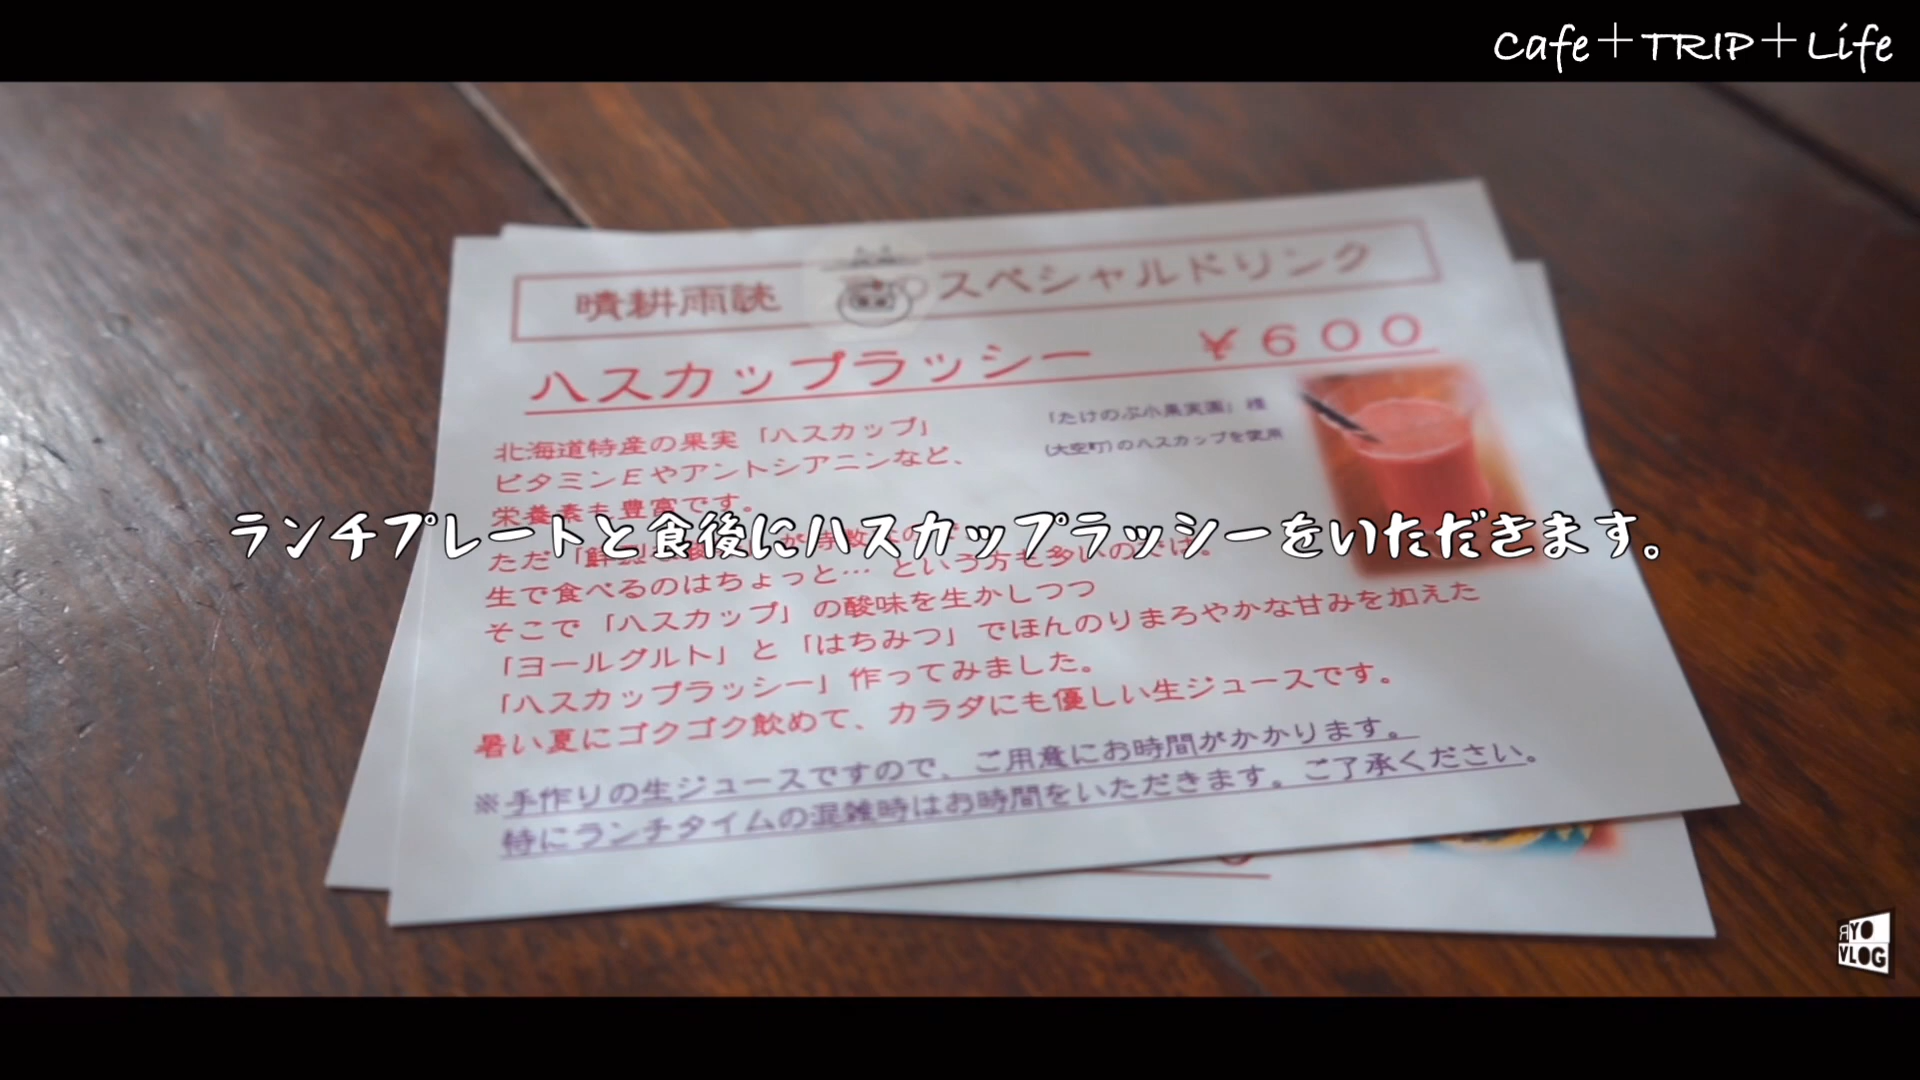 Cafe+TRIP+Life
晴耕雨読 スペシャルドリンク
ハスカップラッシー ¥600
北海道特産の果実「ハスカップ」
ビタミンEやアントシアニンなど、
栄養素も豊富です。
「たけのぶ小果実園」様
(大空町)のハスカップを使用
ランチプレートと食後にハスカップラッシーをいただきます。
ただ「鮮烈 が特徴 という方も多いのでは。
生で食べるのはちょっと…
そこで「ハスカップ」の酸味を生かしつつ
「ヨールグルト」と「はちみつ」でほんのりまろやかな甘みを加えた
「ハスカップラッシー」作ってみました。
暑い夏にゴクゴク飲めて、カラダにも優しい生ジュースです。
※手作りの生ジュースですので、ご用意にお時間がかかります。
特にランチタイムの混雑時はお時間をいただきます。ご了承ください。
RYO
VLOG